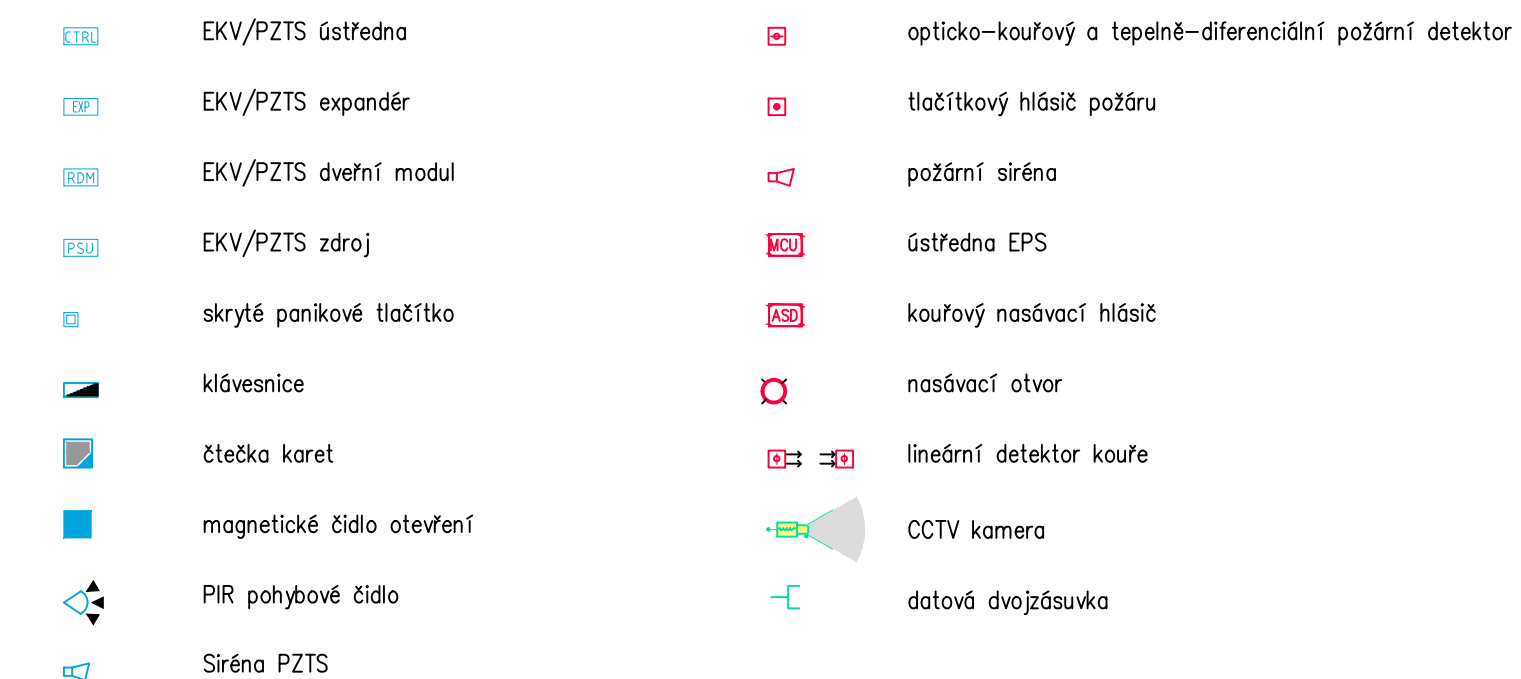 CTRL EKV/PZTS ústředna
EXP EKV/PZTS expandér
RDM EKV/PZTS dveřní modul
PSU EKV/PZTS zdroj
skryté panikové tlačítko
klávesnice
čtečka karet
magnetické čidlo otevření
PIR pohybové čidlo
Siréna PZTS
opticko-kouřový a tepelně-diferenciální požární detektor
tlačítkový hlásič požáru
požární siréna
MCU ústředna EPS
ASD kouřový nasávací hlásič
nasávací otvor
lineární detektor kouře
CCTV kamera
datová dvojzásuvka